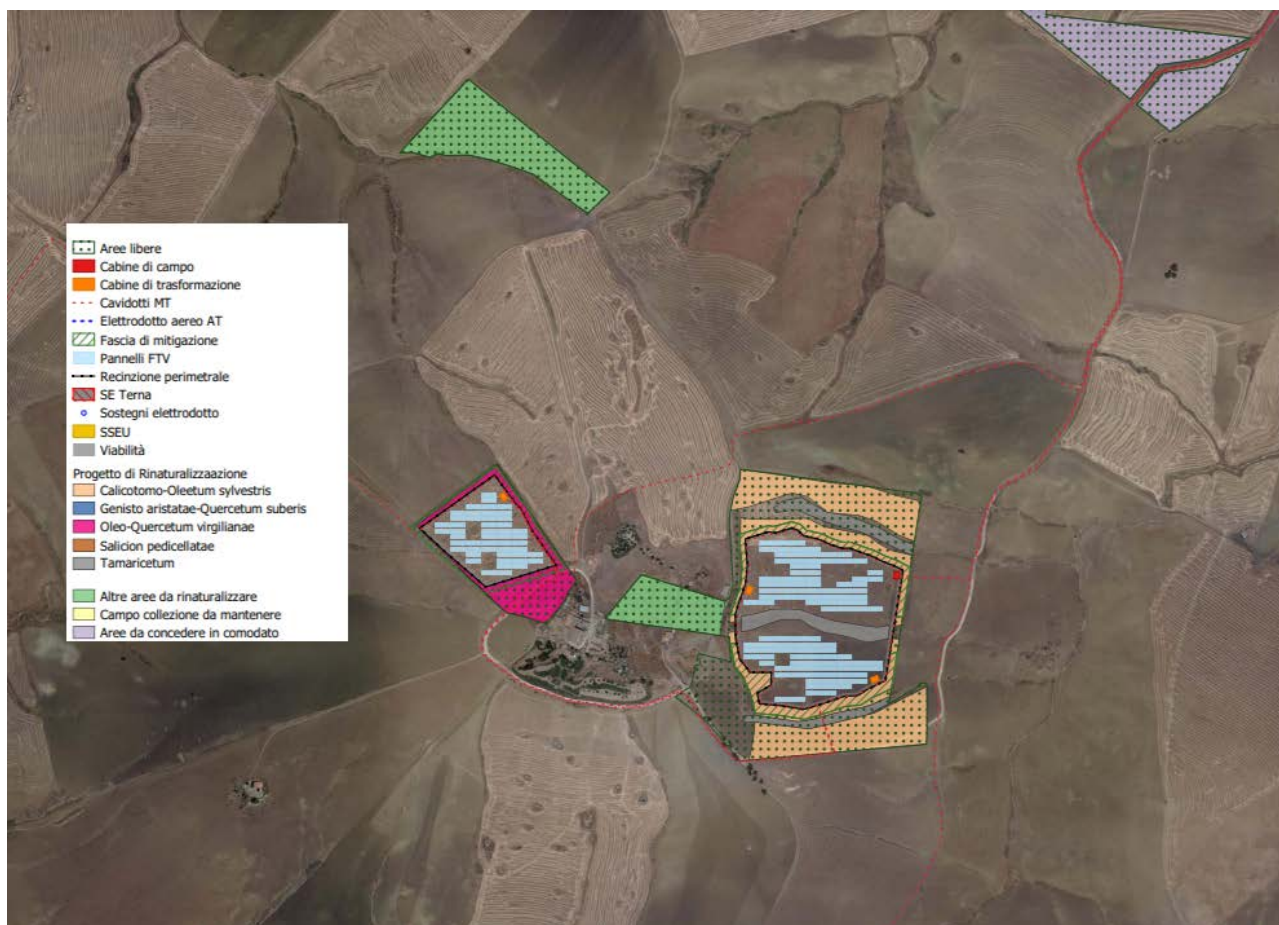 Aree libere
Cabine di campo
Cabine di trasformazione
Cavidotti MT
Elettrodotto aereo AT
Fascia di mitigazione
Pannelli FTV
Recinzione perimetrale
SE Terna
Sostegni elettrodotto
SSEU
Viabilità
Progetto di Rinaturalizzaazione
Calicotomo-Oleetum sylvestris
Genisto aristatae-Quercetum suberis
Oleo-Quercetum virgilianae
Salicion pedicellatae
Tamaricetum
Altre aree da rinaturalizzare
Campo collezione da mantenere
Aree da concedere in comodato